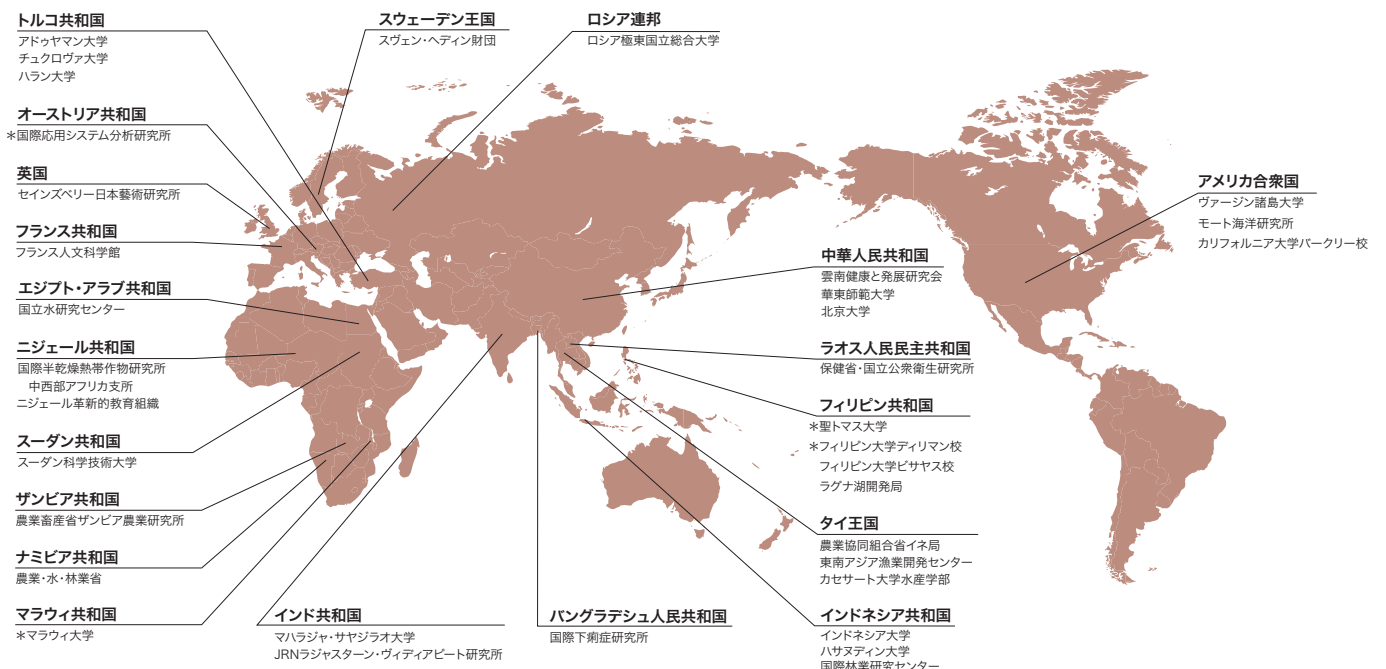 トルコ共和国
アドゥヤマン大学
チュクロヴァ大学
ハラン大学
オーストリア共和国
*国際応用システム分析研究所
英国
セインズベリー日本藝術研究所
フランス共和国
フランス人文科学館
エジプト・アラブ共和国
国立水研究センター
ニジェール共和国
国際半乾燥熱帯作物研究所
中西部アフリカ支所
ニジェール革新的教育組織
スーダン共和国
スーダン科学技術大学
ザンビア共和国
農業畜産省ザンビア農業研究所
ナミビア共和国
農業・水・林業省
マラウィ共和国
*マラウィ大学
スウェーデン王国
スヴェン・ヘディン財団
ロシア連邦
ロシア極東国立総合大学
インド共和国
マハラジャ・サヤジラオ大学
JRNラジャスターン・ヴィディアピート研究所
バングラデシュ人民共和国
国際下痢症研究所
中華人民共和国
雲南健康と発展研究会
華東師範大学
北京大学
ラオス人民民主共和国
保健省・国立公衆衛生研究所
フィリピン共和国
*聖トマス大学
*フィリピン大学ディリマン校
フィリピン大学ビサヤス校
ラグナ湖開発局
タイ王国
農業協同組合省イネ局
東南アジア漁業開発センター
カセサート大学水産学部
インドネシア共和国
インドネシア大学
ハサヌディン大学
国際林業研究センター
アメリカ合衆国
ヴァージン諸島大学
モート海洋研究所
カリフォルニア大学バークリー校